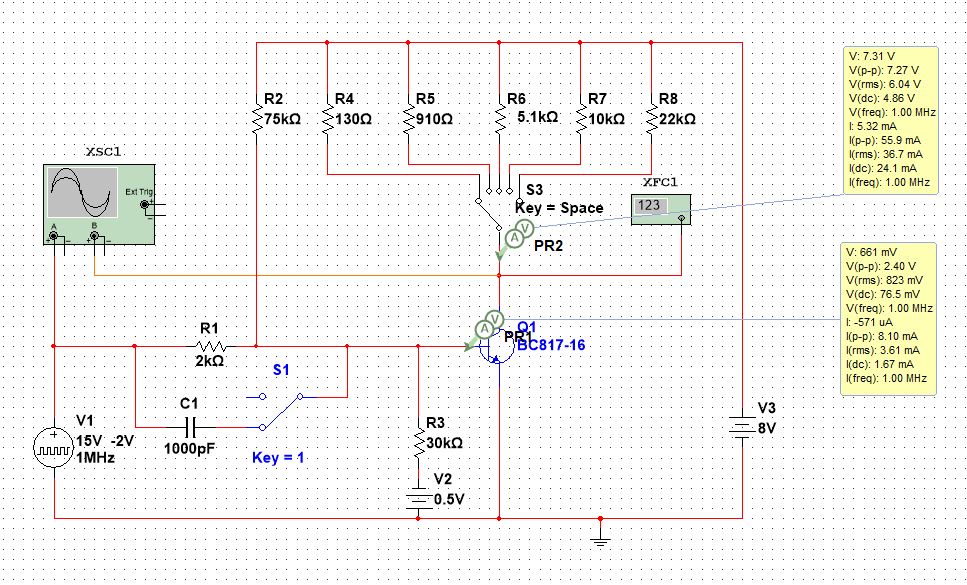 R2
75kΩ
R4
130Ω
R5
910Ω
R6
5.1kΩ
R7
10kΩ
R8
22kΩ
V: 7.31 V
V(p-p): 7.27 V
V(rms): 6.04 V
V(dc): 4.86 V
V(freq): 1.00 MHz
I: 5.32 mA
I(p-p): 55.9 mA
I(rms): 36.7 mA
I(dc): 24.1 mA
I(freq): 1.00 MHz
XSC1
Ext Trig
+
-
A
B
+ - + -
S3
Key = Space
XFC1
123
A V
PR2
V: 661 mV
V(p-p): 2.40 V
V(rms): 823 mV
V(dc): 76.5 mV
V(freq): 1.00 MHz
I: -571 uA
I(p-p): 8.10 mA
I(rms): 3.61 mA
I(dc): 1.67 mA
I(freq): 1.00 MHz
A V
PR1
Q1
BC817-16
R1
2kΩ
S1
Key = 1
C1
1000pF
V1
15V -2V
1MHz
+
R3
30kΩ
V2
0.5V
V3
8V